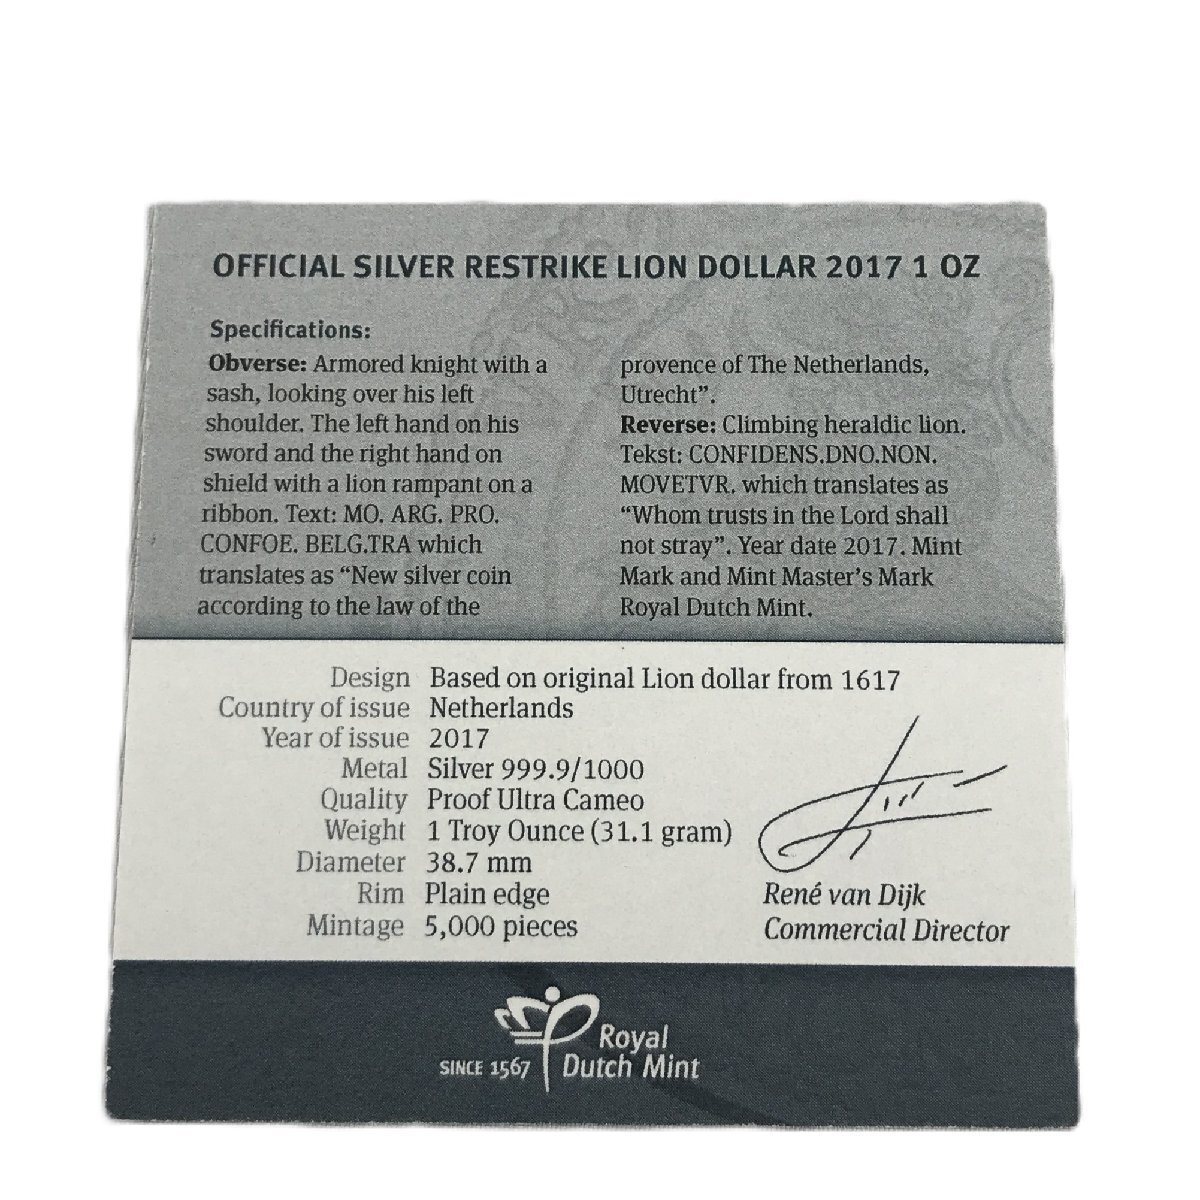 OFFICIAL SILVER RESTRIKE LION DOLLAR 2017 1 OZ
Specifications:
Obverse: Armored knight with a
sash, looking over his left
shoulder. The left hand on his
sword and the right hand on
shield with a lion rampant on a
ribbon. Text: MO. ARG. PRO.
CONFOE. BELG.TRA which
translates as “New silver coin
according to the law of the
provence of The Netherlands,
Utrecht”.
Reverse: Climbing heraldic lion.
Tekst: CONFIDENS.DNO.NON.
MOVETVR. which translates as
“Whom trusts in the Lord shall
not stray”. Year date 2017. Mint
Mark and Mint Master’s Mark
Royal Dutch Mint.
Design Based on original Lion dollar from 1617
Country of issue Netherlands
Year of issue 2017
Metal Silver 999.9/1000
Quality Proof Ultra Cameo
Weight 1 Troy Ounce (31.1 gram)
Diameter 38.7 mm
Rim Plain edge
Mintage 5,000 pieces
René van Dijk
Commercial Director
SINCE 1567
Royal
Dutch Mint